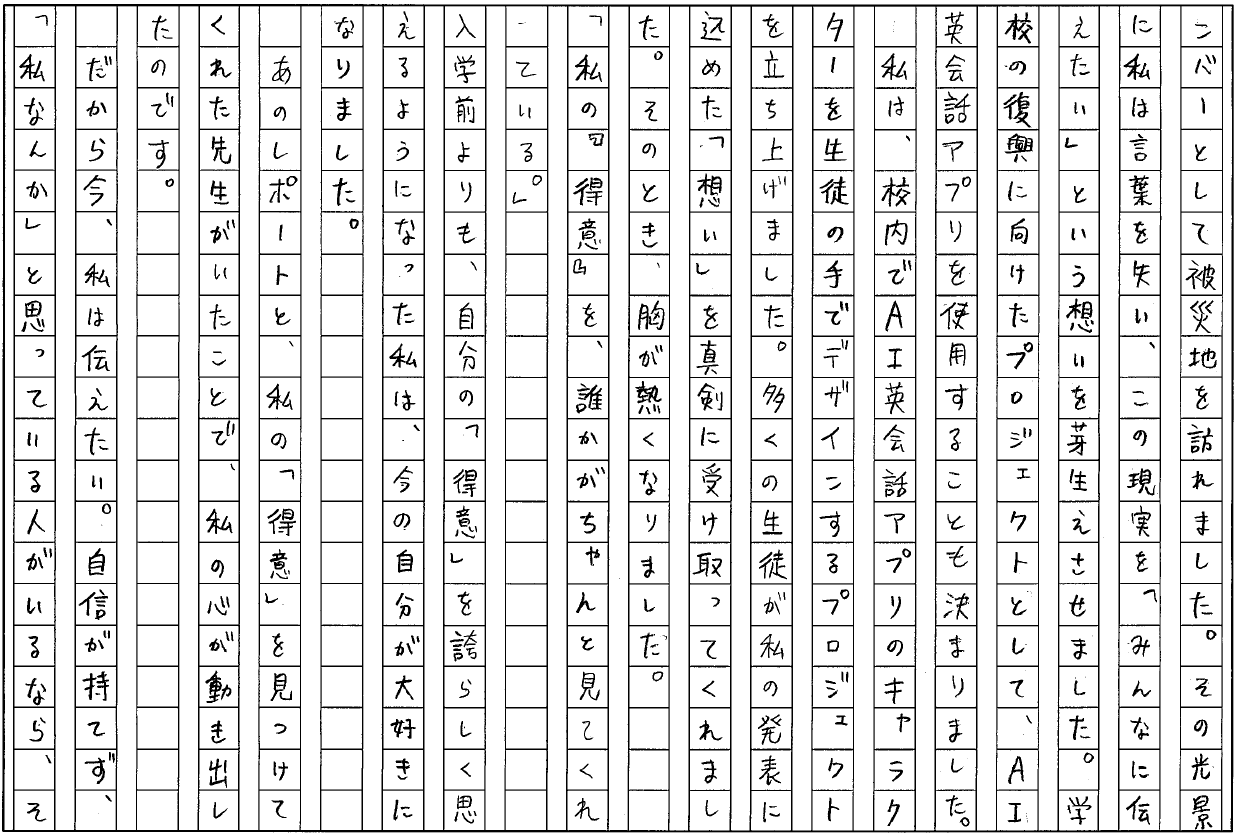 ンバーとして被災地を訪れました。その光景
に私は言葉を失い、この現実を「みんなに伝
えたい」という想いを芽生えさせました。学
校の復興に向けたプロジェクトとして、AI
英会話アプリを使用することも決まりました。
私は、校内でAI英会話アプリのキャラク
ターを生徒の手でデザインするプロジェクト
を立ち上げました。多くの生徒が私の発表に
込めた「想い」を真剣に受け取ってくれまし
た。そのとき、胸が熱くなりました。
「私の『得意』を、誰かがちゃんと見てくれ
ている。」
入学前よりも、自分の「得意」を誇らしく思
えるようになった私は、今の自分が大好きに
なりました。
あのレポートと、私の「得意」を見つけて
くれた先生がいたことで、私の心が動き出し
たのです。
だから今、私は伝えたい。自信が持てず、
「私なんか」と思っている人がいるなら、そ